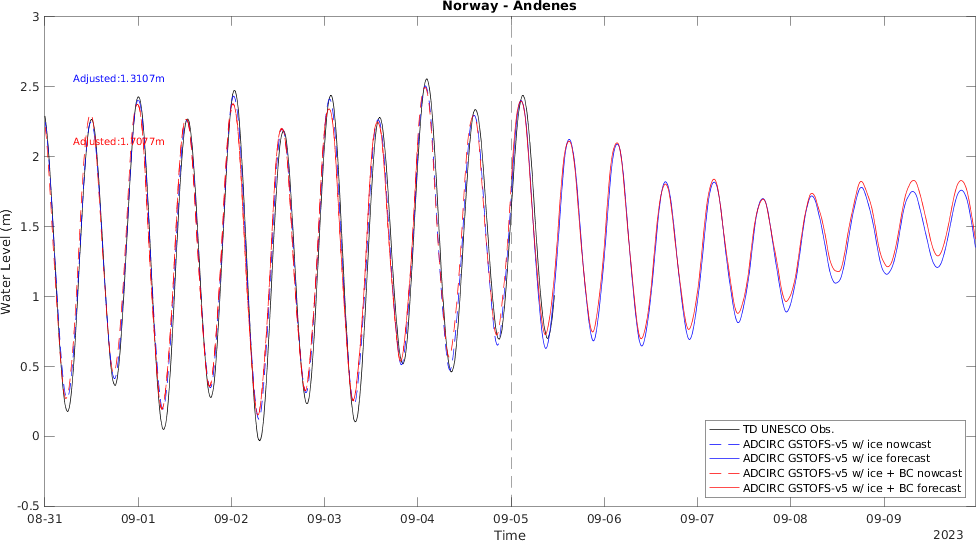 Norway - Andenes
3
2.5
2
1.5
1
0.5
0
-0.5
Water Level (m)
Adjusted:1.3107m
Adjusted:1.7077m
TD UNESCO Obs.
ADCIRC GSTOFS-v5 w/ ice nowcast
ADCIRC GSTOFS-v5 w/ ice forecast
ADCIRC GSTOFS-v5 w/ ice + BC nowcast
ADCIRC GSTOFS-v5 w/ ice + BC forecast
08-31 09-01 09-02 09-03 09-04 09-05 09-06 09-07 09-08 09-09
Time
2023